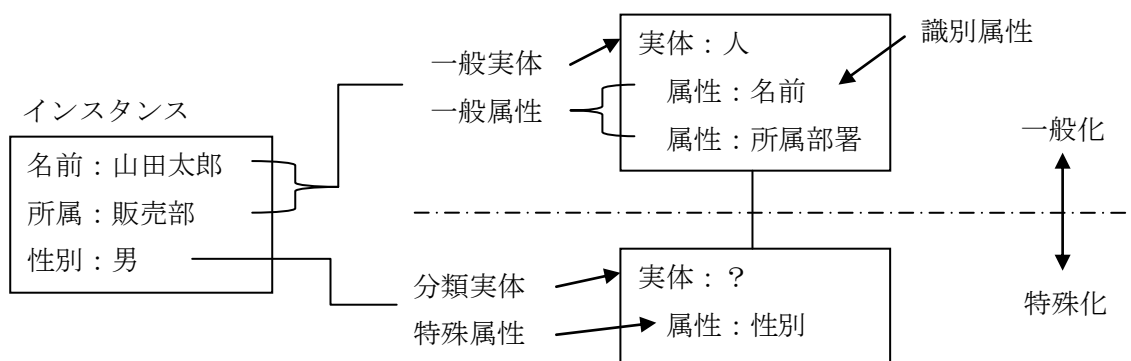 識別属性
実体：人
一般実体
属性：名前
一般属性
インスタンス
属性：所属部署
一般化
名前：山田太郎
所属：販売部
性別：男
分類実体
実体：？
特殊属性
属性：性別
特殊化